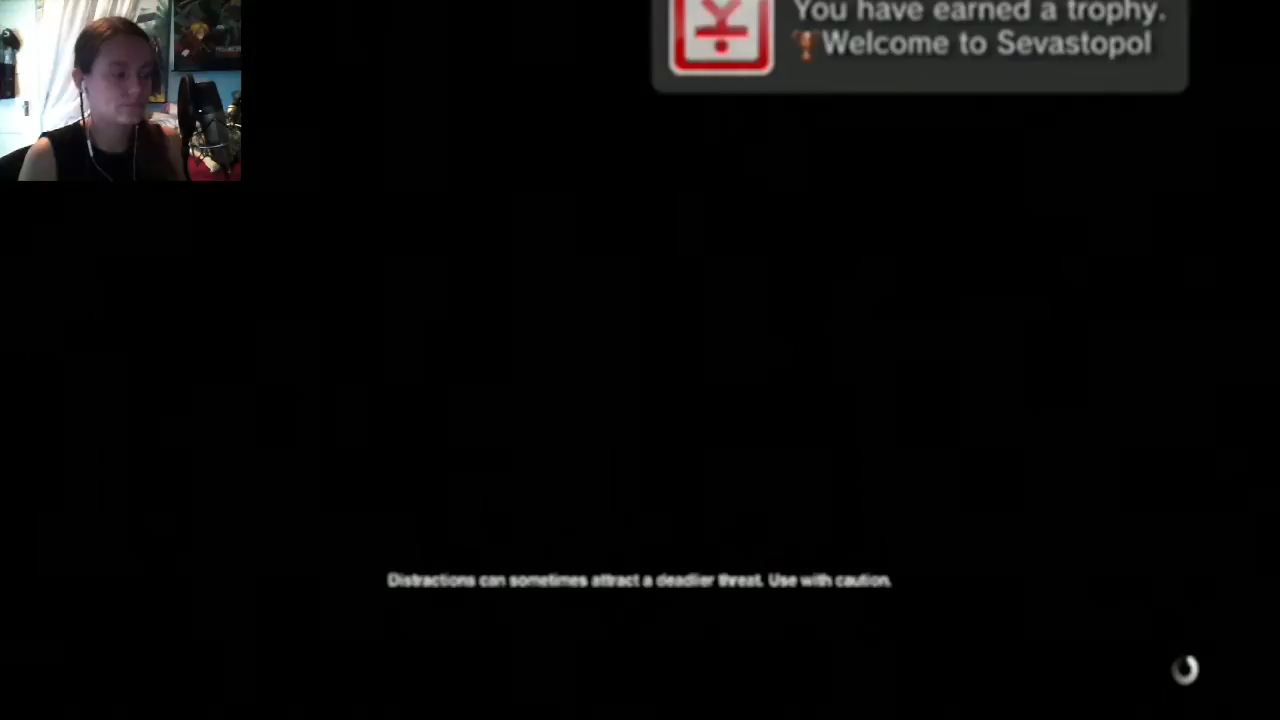 You have earned a trophy.
Welcome to Sevastopol
Distractions can sometimes attract a deadlier threat. Use with caution.